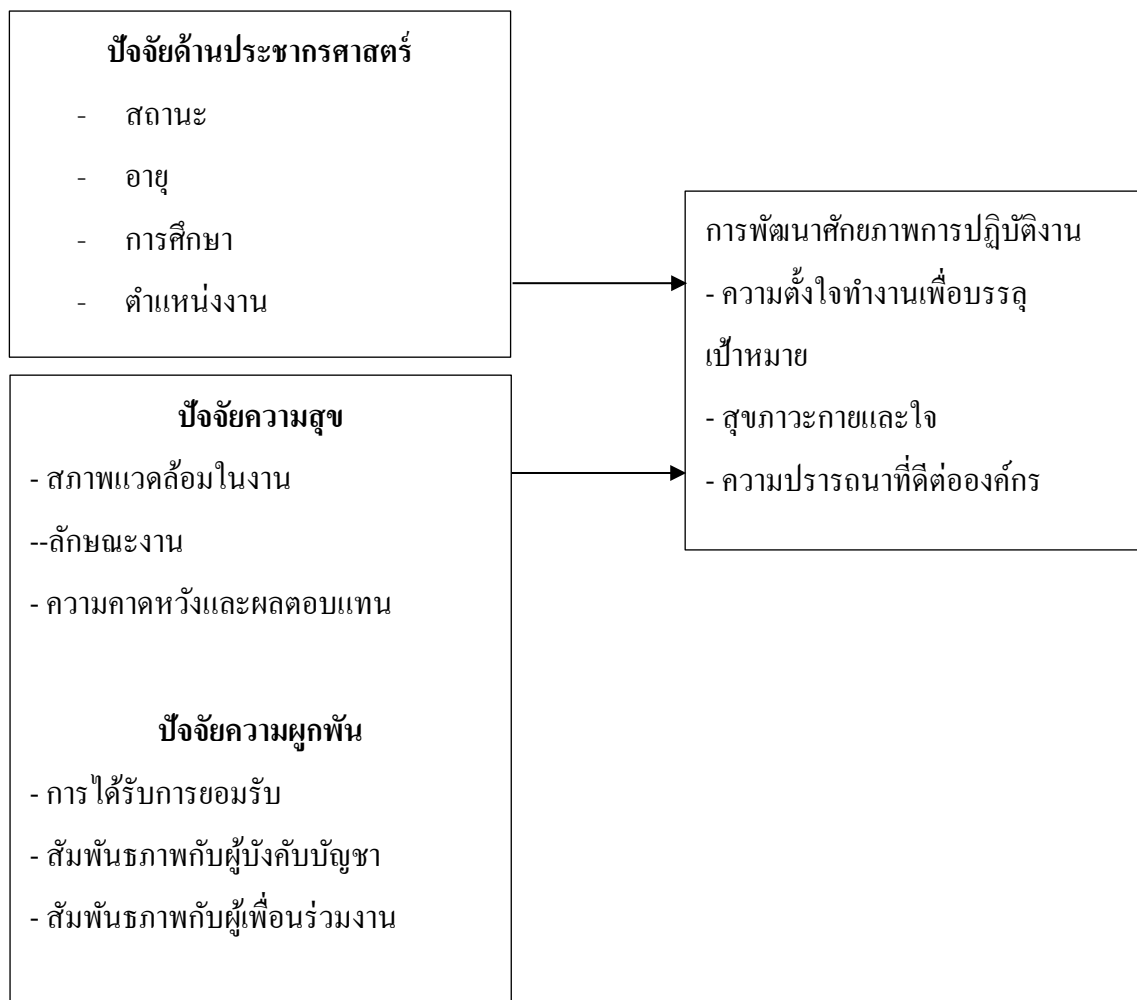 ปัจจัยด้านประชากรศาสตร์
- สถานะ
- อายุ
- การศึกษา
- ตำแหน่งงาน
การพัฒนาศักยภาพการปฏิบัติงาน
- ความตั้งใจทำงานเพื่อบรรลุ
เป้าหมาย
- สุขภาวะกายและใจ
- ความปรารถนาที่ดีต่อองค์กร
ปัจจัยความสุข
- สภาพแวดล้อมในงาน
--ลักษณะงาน
- ความคาดหวังและผลตอบแทน
ปัจจัยความผูกพัน
- การได้รับการยอมรับ
- สัมพันธภาพกับผู้บังคับบัญชา
- สัมพันธภาพกับผู้เพื่อนร่วมงาน